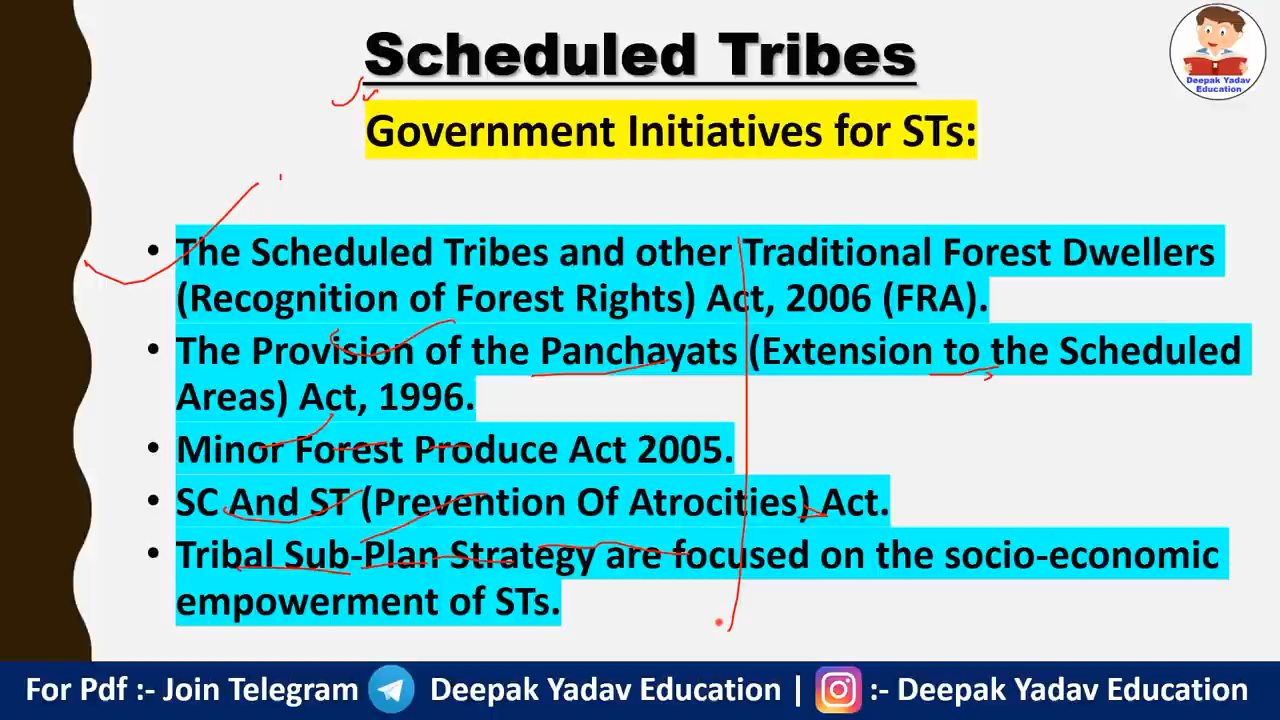 Scheduled Tribes
Deepak Yadav
Education
Government Initiatives for STs:
• The Scheduled Tribes and other Traditional Forest Dwellers
(Recognition of Forest Rights) Act, 2006 (FRA).
• The Provision of the Panchayats (Extension to the Scheduled
Areas) Act, 1996.
• Minor Forest Produce Act 2005.
• SC And ST (Prevention Of Atrocities) Act.
• Tribal Sub-Plan Strategy are focused on the socio-economic
empowerment of STs.
For Pdf :- Join Telegram Deepak Yadav Education | :- Deepak Yadav Education